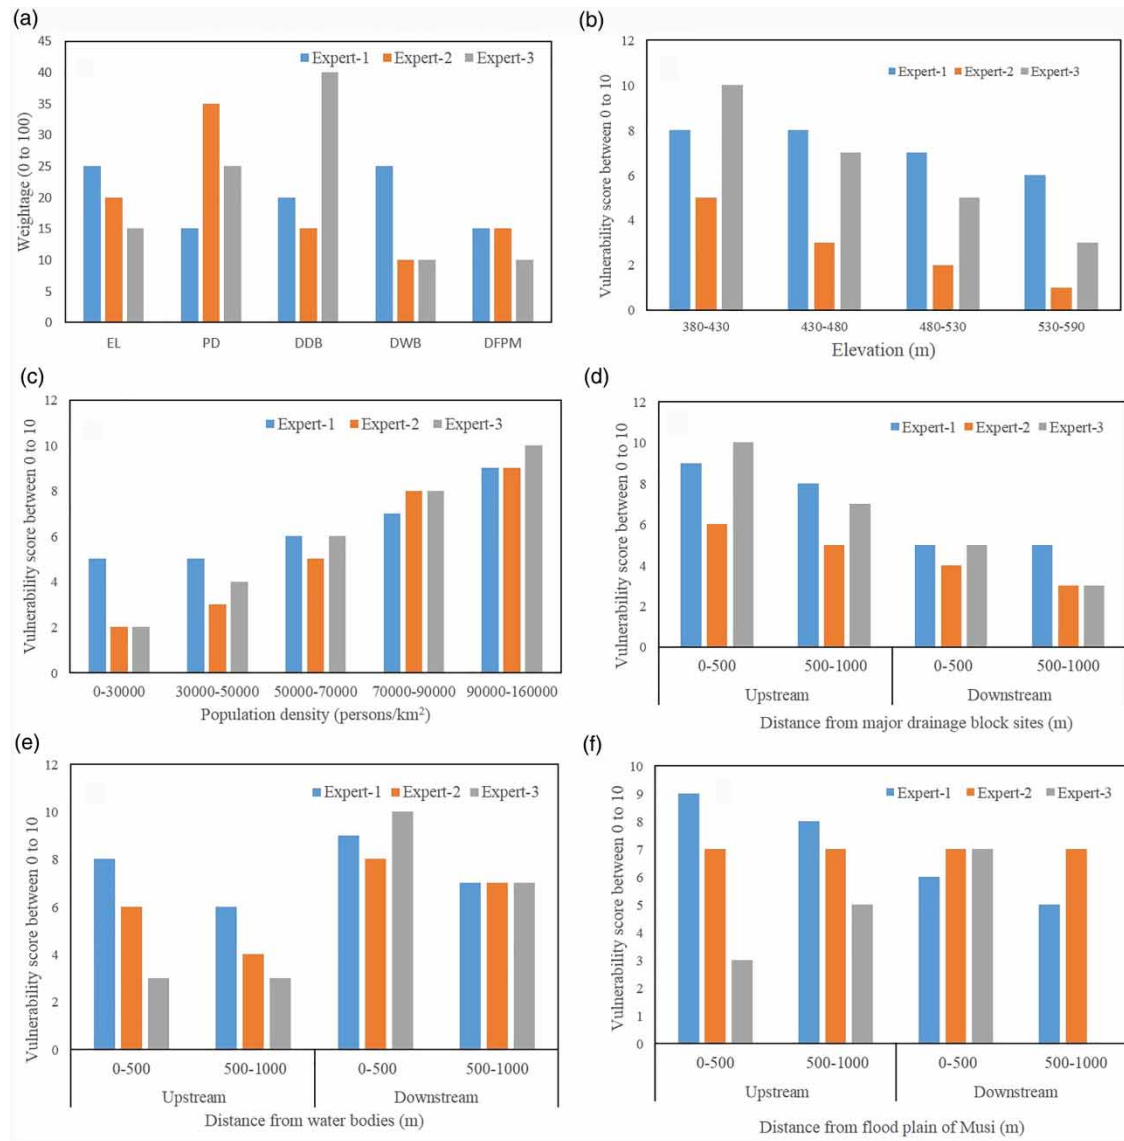 (a)
45
40
35
30
25
20
15
10
5
0
Weightage (0 to 100)
Expert-1 Expert-2 Expert-3
EL PD DDB DWB DFPM
(b)
12
10
8
6
4
2
0
Vulnerability score between 0 to 10
Expert-1 Expert-2 Expert-3
380-430 430-480 480-530 530-590
Elevation (m)
(c)
12
10
8
6
4
2
0
Vulnerability score between 0 to 10
Expert-1 Expert-2 Expert-3
0-30000 30000-50000 50000-70000 70000-90000 90000-160000
Population density (persons/km²)
(d)
12
10
8
6
4
2
0
Vulnerability score between 0 to 10
Expert-1 Expert-2 Expert-3
0-500 500-1000 0-500 500-1000
Upstream Downstream
Distance from major drainage block sites (m)
(e)
12
10
8
6
4
2
0
Vulnerability score between 0 to 10
Expert-1 Expert-2 Expert-3
0-500 500-1000 0-500 500-1000
Upstream Downstream
Distance from water bodies (m)
(f)
10
9
8
7
6
5
4
3
2
1
0
Vulnerability score between 0 to 10
Expert-1 Expert-2 Expert-3
0-500 500-1000 0-500 500-1000
Upstream Downstream
Distance from flood plain of Musi (m)